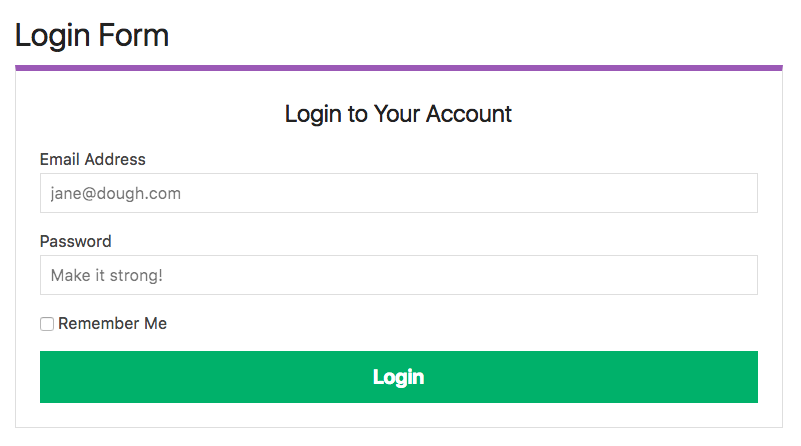 Login Form
Login to Your Account
Email Address
jane@dough.com
Password
Make it strong!
Remember Me
Login